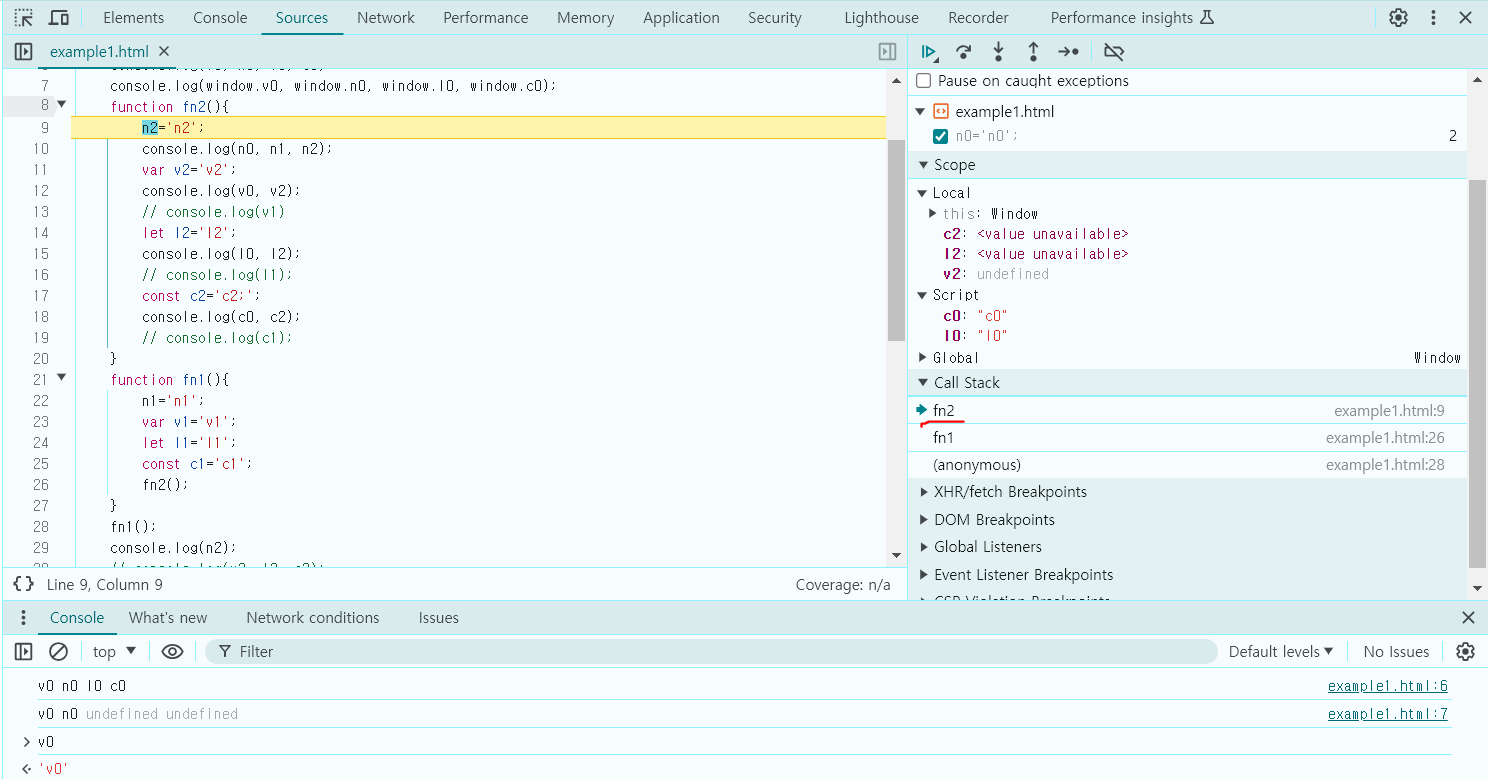 Elements Console Sources Network Performance Memory Application Security Lighthouse Recorder Performance insights
example1.html
7 console.log(window.v0, window.n0, window.l0, window.c0);
8 function fn2(){
9 n2='n2';
10 console.log(n0, n1, n2);
11 var v2='v2';
12 console.log(v0, v2);
13 // console.log(v1)
14 let l2='l2';
15 console.log(l0, l2);
16 // console.log(l1);
17 const c2='c2;';
18 console.log(c0, c2);
19 // console.log(c1);
20 }
21 function fn1(){
22 n1='n1';
23 var v1='v1';
24 let l1='l1';
25 const c1='c1';
26 fn2();
27 }
28 fn1();
29 console.log(n2);
{} Line 9, Column 9 Coverage: n/a
Pause on caught exceptions
example1.html
n0='n0'; 2
Scope
Local
this: Window
c2: <value unavailable>
l2: <value unavailable>
v2: undefined
Script
c0: "c0"
l0: "l0"
Global Window
Call Stack
fn2 example1.html:9
fn1 example1.html:26
(anonymous) example1.html:28
XHR/fetch Breakpoints
DOM Breakpoints
Global Listeners
Event Listener Breakpoints
Console What's new Network conditions Issues
top Filter Default levels No Issues
v0 n0 l0 c0 example1.html:6
v0 n0 undefined undefined example1.html:7
> v0
'v0'